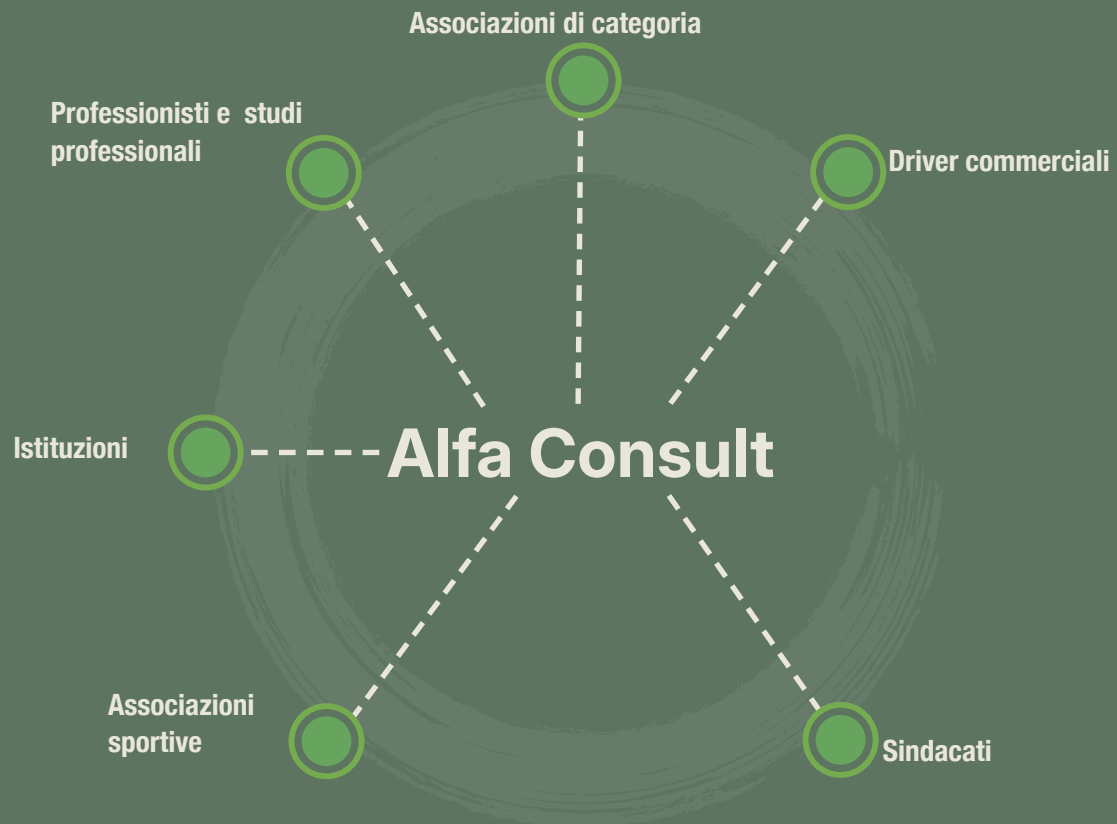 Associazioni di categoria
Professionisti e  studi
professionali
Driver commerciali
Istituzioni
Alfa Consult
Associazioni
sportive
Sindacati